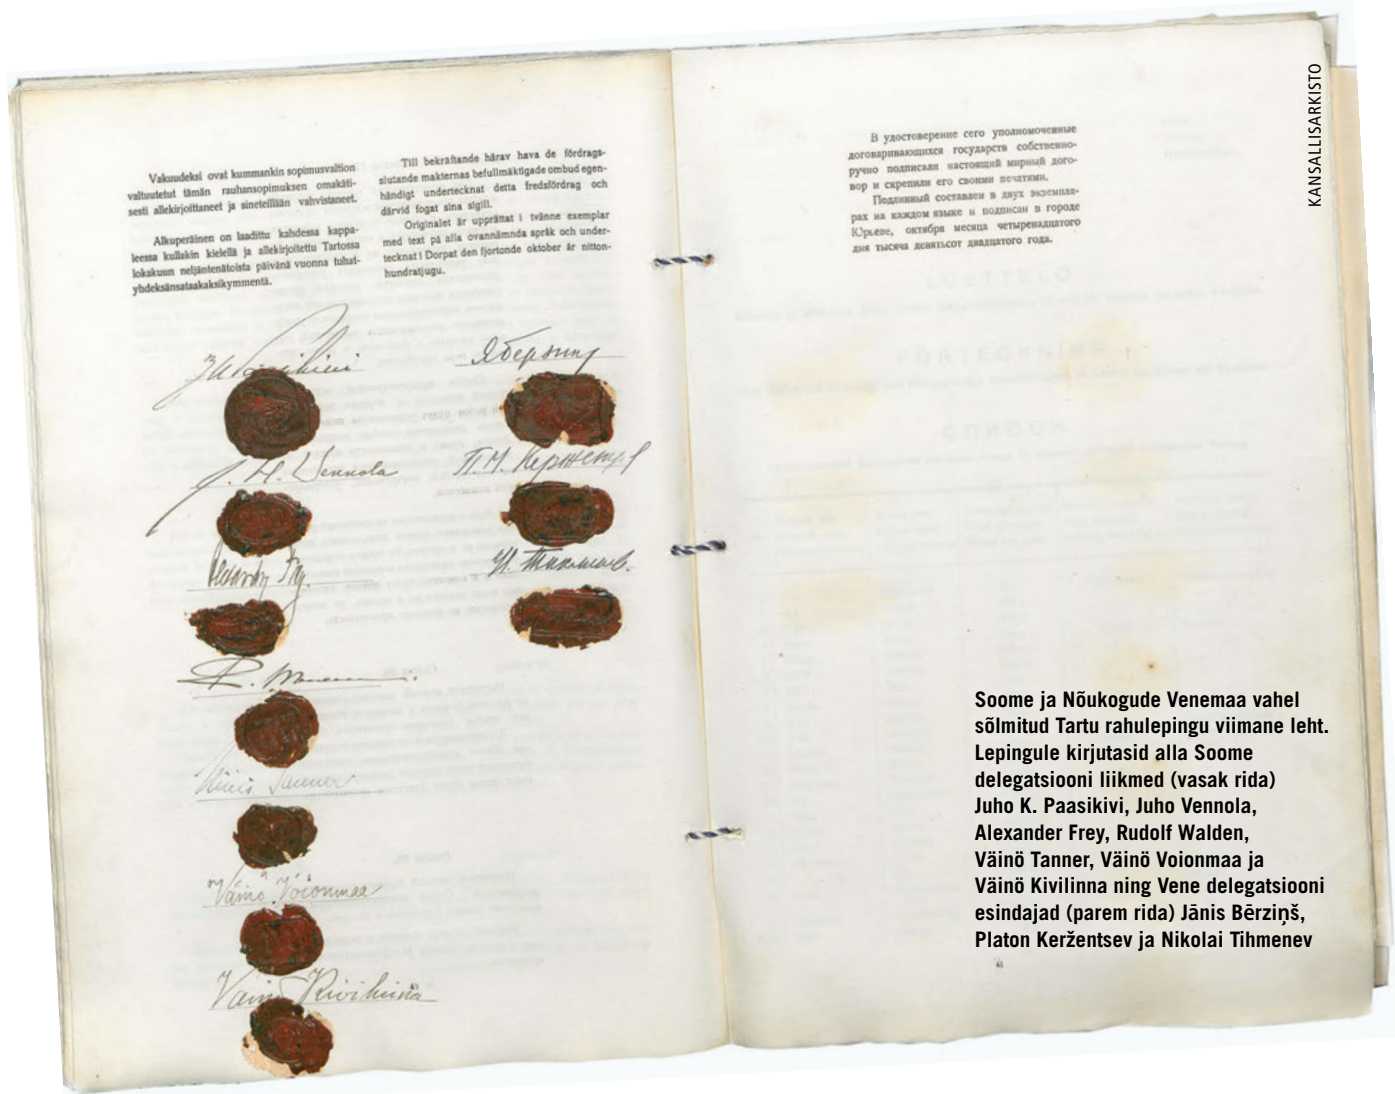 Vakuudeksi ovat kummankin sopimusvaltion
valtuutetut tämän rauhansopimuksen omakäti-
sesti allekirjoittaneet ja sineteillään vahvistaneet.
Alkuperäinen on laadittu kahdessa kappa-
leessa kullakin kielellä ja allekirjoitettu Tartossa
lokakuun neljäntenätoista päivänä vuonna tuhat-
yhdeksänsataakaksikymmentä.
Till bekräftande härav hava de fördrags-
slutande makternas befullmäktigade ombud egen-
händigt undertecknat detta fredsfördrag och
därvid fogat sina sigill.
Originalet är upprättat i tvänne exemplar
med text på alla ovannämnda språk och under-
tecknat i Dorpat den fjortonde oktober år nitton-
hundratjugu.
J. H. Vennola
Väinö Tanner
Väinö Voionmaa
Väinö Kivilinna
Я Берзинь
П.М. Керженцев
Н. Тихменев.
В удостоверение сего уполномоченные
договаривающихся государств собственно-
ручно подписали настоящий мирный дого-
вор и скрепили его своими печатями.
Подлинный составлен в двух экземпля-
рах на каждом языке и подписан в городе
Юрьеве, октября месяца четырнадцатого
дня тысяча девятьсот двадцатого года.
LUETTELO
FÖRTECKNING
СПИСОК
KANSALLISARKISTO
Soome ja Nõukogude Venemaa vahel
sõlmitud Tartu rahulepingu viimane leht.
Lepingule kirjutasid alla Soome
delegatsiooni liikmed (vasak rida)
Juho K. Paasikivi, Juho Vennola,
Alexander Frey, Rudolf Walden,
Väinö Tanner, Väinö Voionmaa ja
Väinö Kivilinna ning Vene delegatsiooni
esindajad (parem rida) Jānis Bērziņš,
Platon Keržentsev ja Nikolai Tihmenev